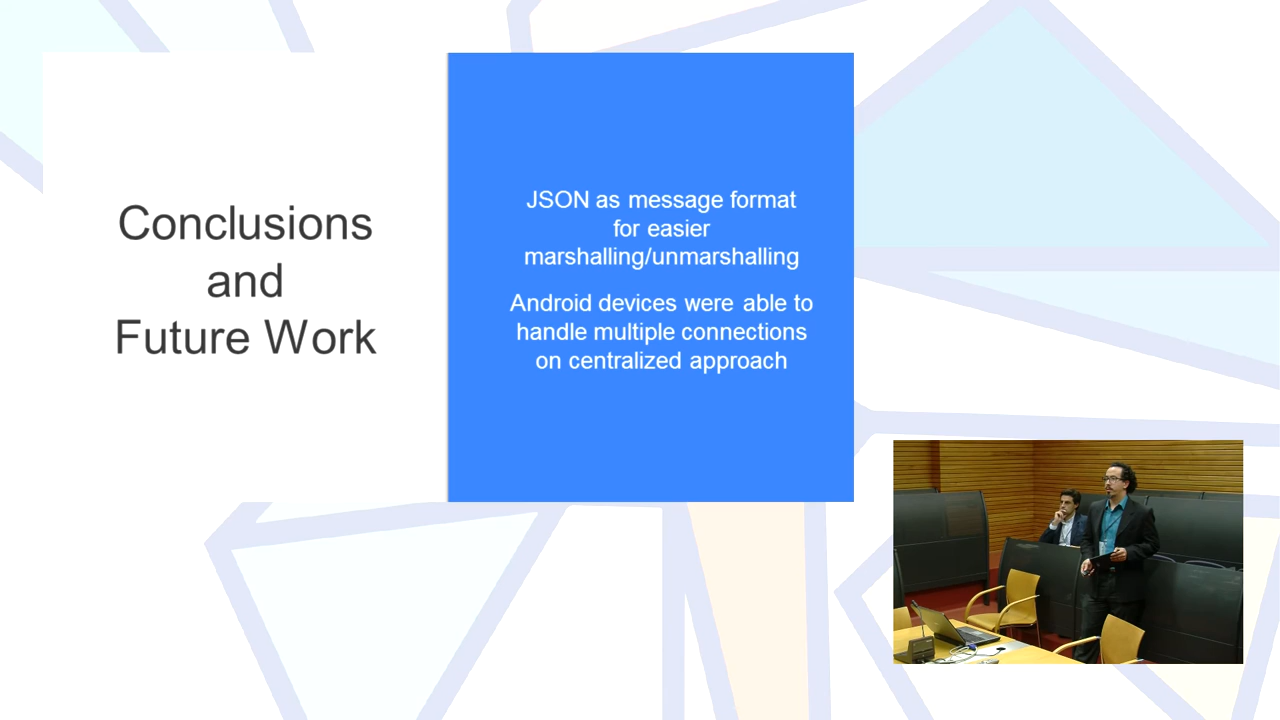 Conclusions
and
Future Work
JSON as message format
for easier
marshalling/unmarshalling
Android devices were able to
handle multiple connections
on centralized approach